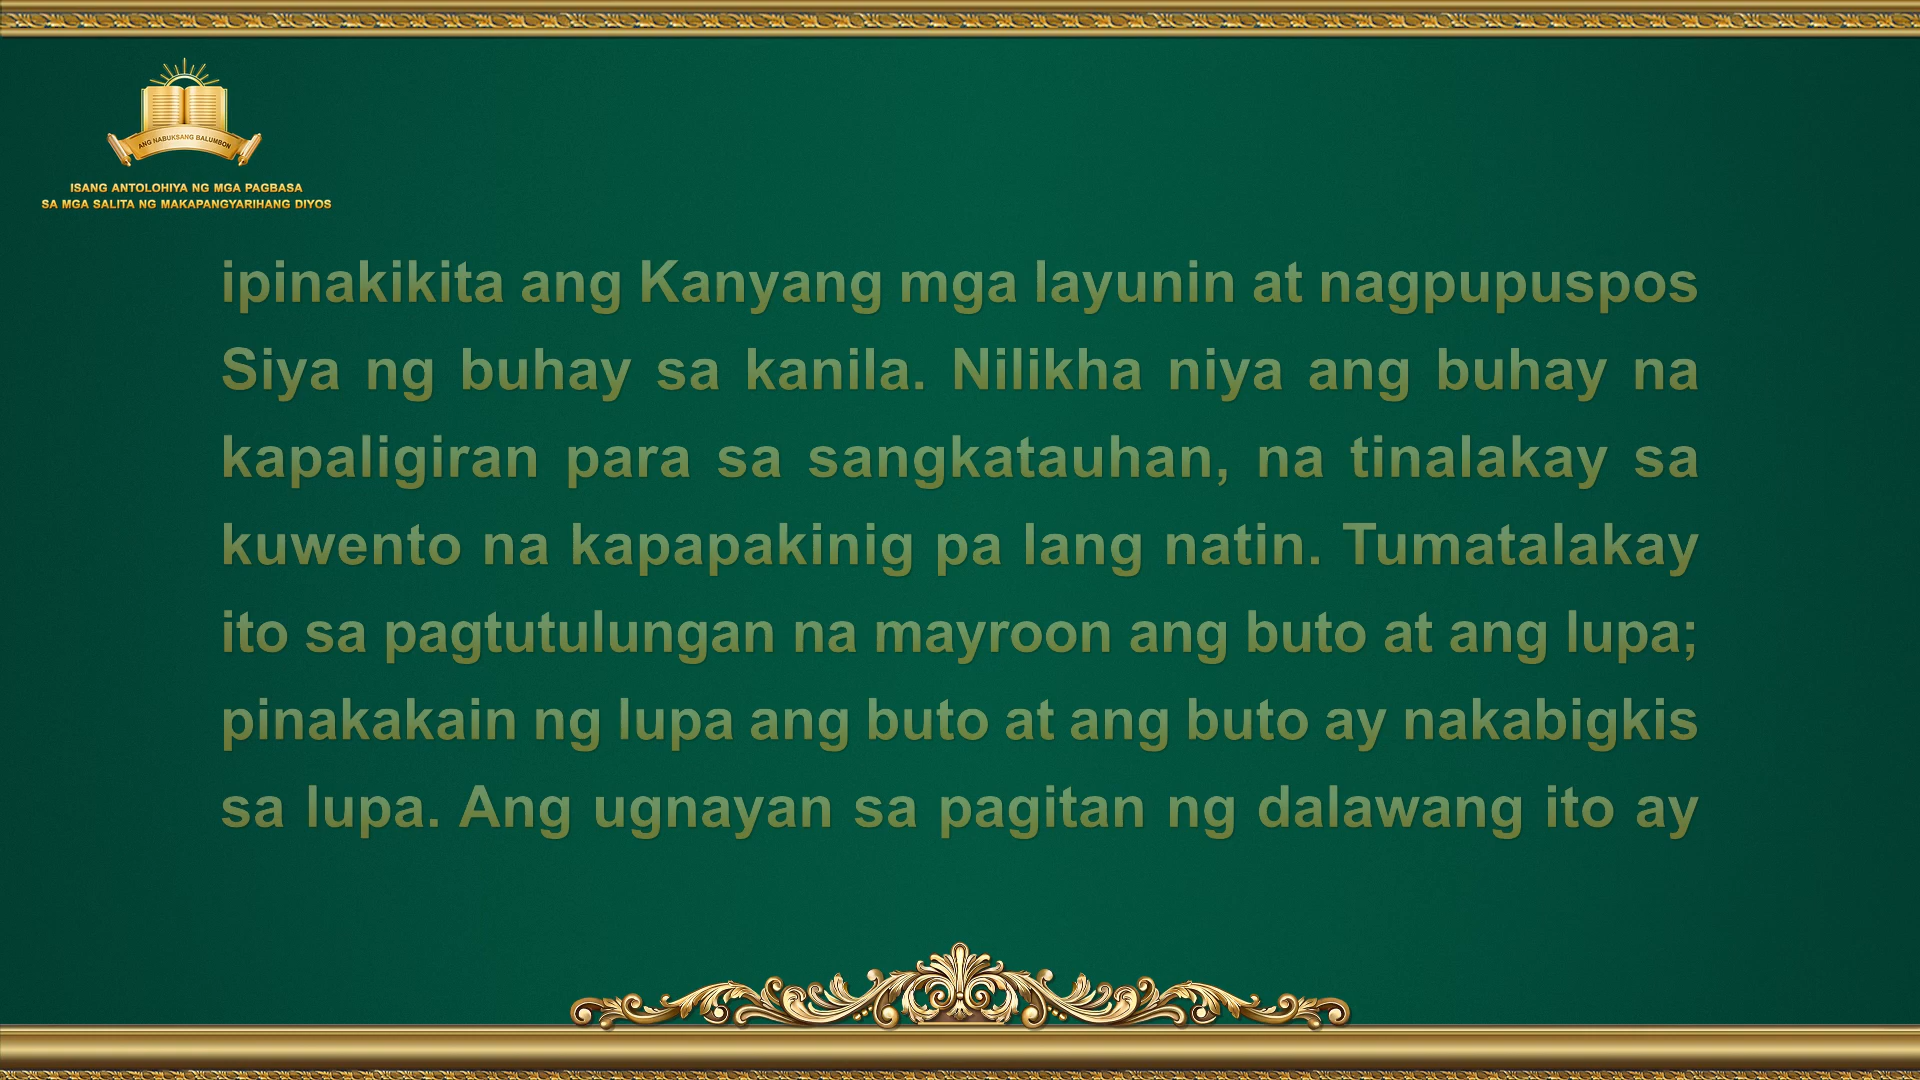 ANG NABUKSANG BALUMBON
ISANG ANTOLOHIYA NG MGA PAGBASA
SA MGA SALITA NG MAKAPANGYARIHANG DIYOS
ipinakikita ang Kanyang mga layunin at nagpupuspos
Siya ng buhay sa kanila. Nilikha niya ang buhay na
kapaligiran para sa sangkatauhan, na tinalakay sa
kuwento na kapapakinig pa lang natin. Tumatalakay
ito sa pagtutulungan na mayroon ang buto at ang lupa;
pinakakain ng lupa ang buto at ang buto ay nakabigkis
sa lupa. Ang ugnayan sa pagitan ng dalawang ito ay